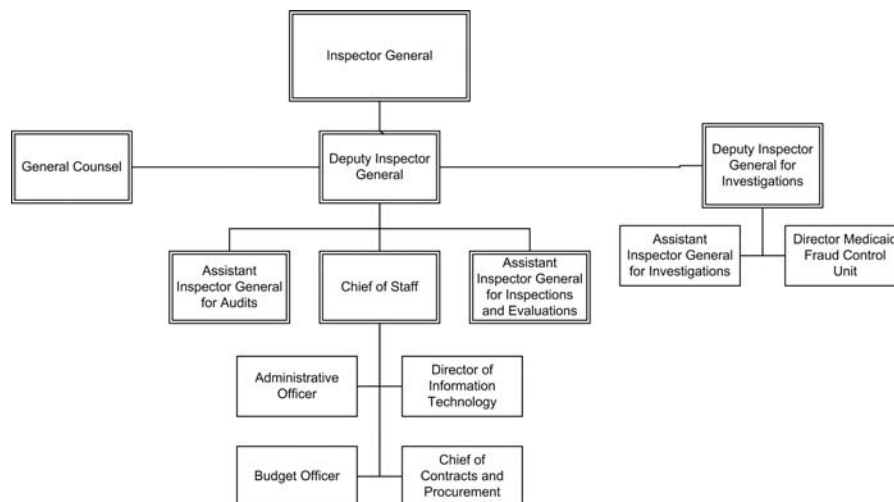 Inspector General
General Counsel
Deputy Inspector
General
Deputy Inspector
General for
Investigations
Assistant
Inspector General
for Audits
Chief of Staff
Assistant
Inspector General
for Inspections
and Evaluations
Assistant
Inspector General
for Investigations
Director Medicaid
Fraud Control
Unit
Administrative
Officer
Director of
Information
Technology
Budget Officer
Chief of
Contracts and
Procurement